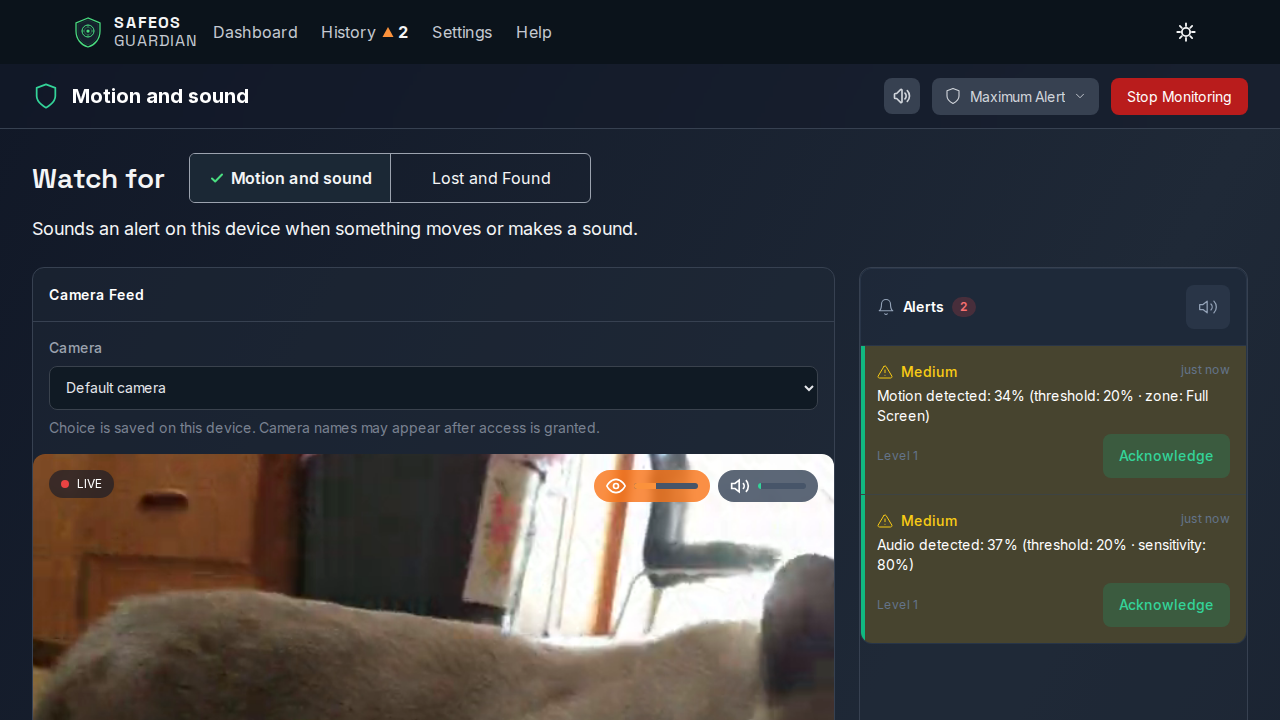 SAFEOS
GUARDIAN
Dashboard
History 2
Settings
Help
Motion and sound
Maximum Alert
Stop Monitoring
Watch for
Motion and sound
Lost and Found
Sounds an alert on this device when something moves or makes a sound.
Camera Feed
Camera
Default camera
Choice is saved on this device. Camera names may appear after access is granted.
LIVE
Alerts 2
Medium
just now
Motion detected: 34% (threshold: 20% · zone: Full
Screen)
Level 1
Acknowledge
Medium
just now
Audio detected: 37% (threshold: 20% · sensitivity:
80%)
Level 1
Acknowledge